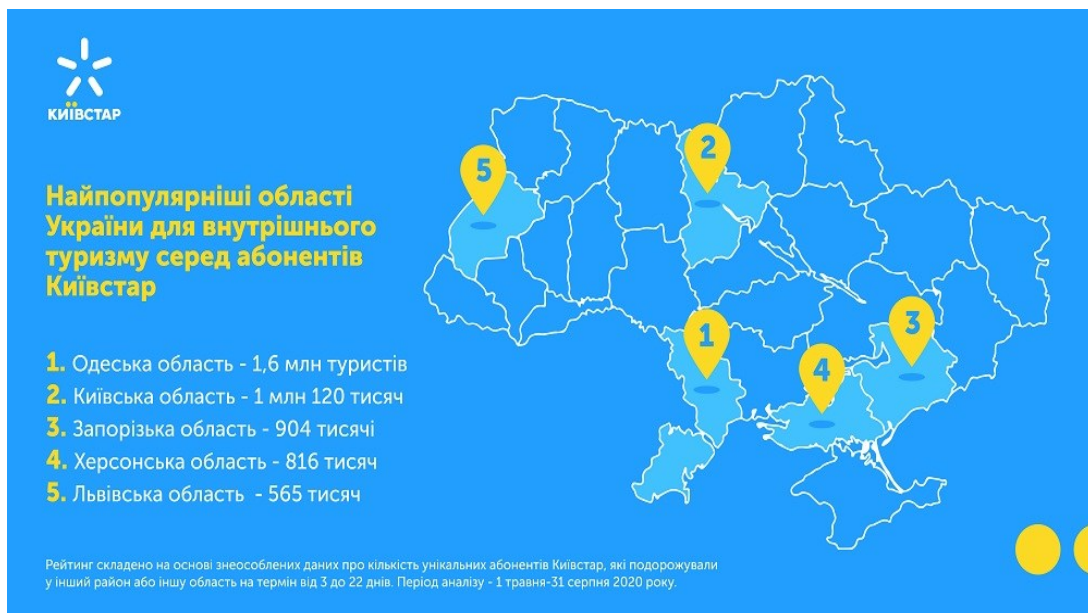 КИЇВСТАР
Найпопулярніші області
України для внутрішнього
туризму серед абонентів
Київстар
1. Одеська область - 1,6 млн туристів
2. Київська область - 1 млн 120 тисяч
3. Запорізька область - 904 тисячі
4. Херсонська область - 816 тисяч
5. Львівська область - 565 тисяч
5
2
1
3
4
Рейтинг складено на основі знеособлених даних про кількість унікальних абонентів Київстар, які подорожували
у інший район або іншу область на термін від 3 до 22 днів. Період аналізу - 1 травня-31 серпня 2020 року.